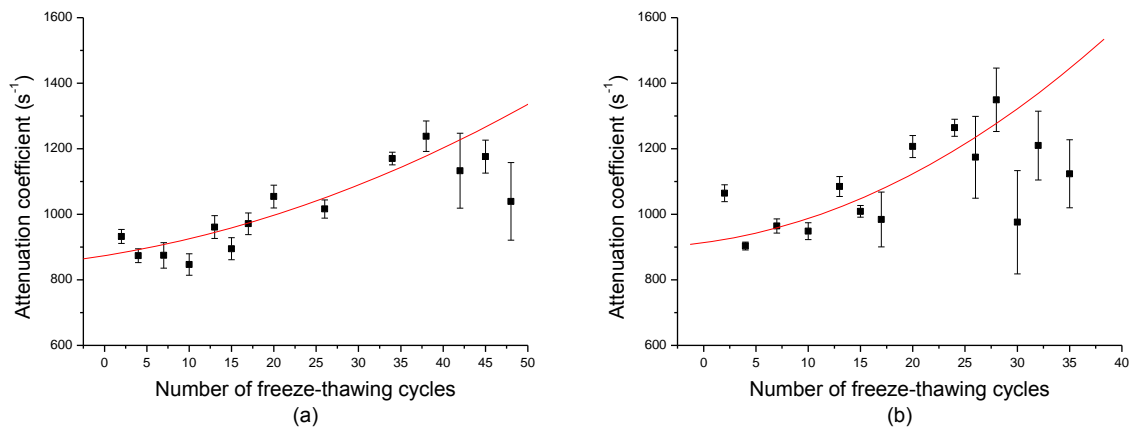 1600
1400
1200
1000
800
600
0 5 10 15 20 25 30 35 40 45 50
Attenuation coefficient (s⁻¹)
Number of freeze-thawing cycles
(a)
1600
1400
1200
1000
800
600
0 5 10 15 20 25 30 35 40
Attenuation coefficient (s⁻¹)
Number of freeze-thawing cycles
(b)